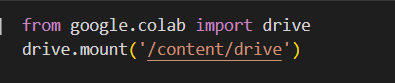 from google.colab import drive
drive.mount('/content/drive')